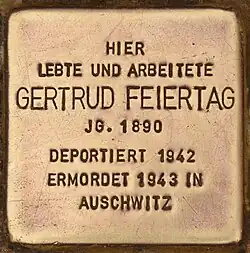 HIER
LEBTE UND ARBEITETE
GERTRUD FEIERTAG
JG. 1890
DEPORTIERT 1942
ERMORDET 1943 IN
AUSCHWITZ